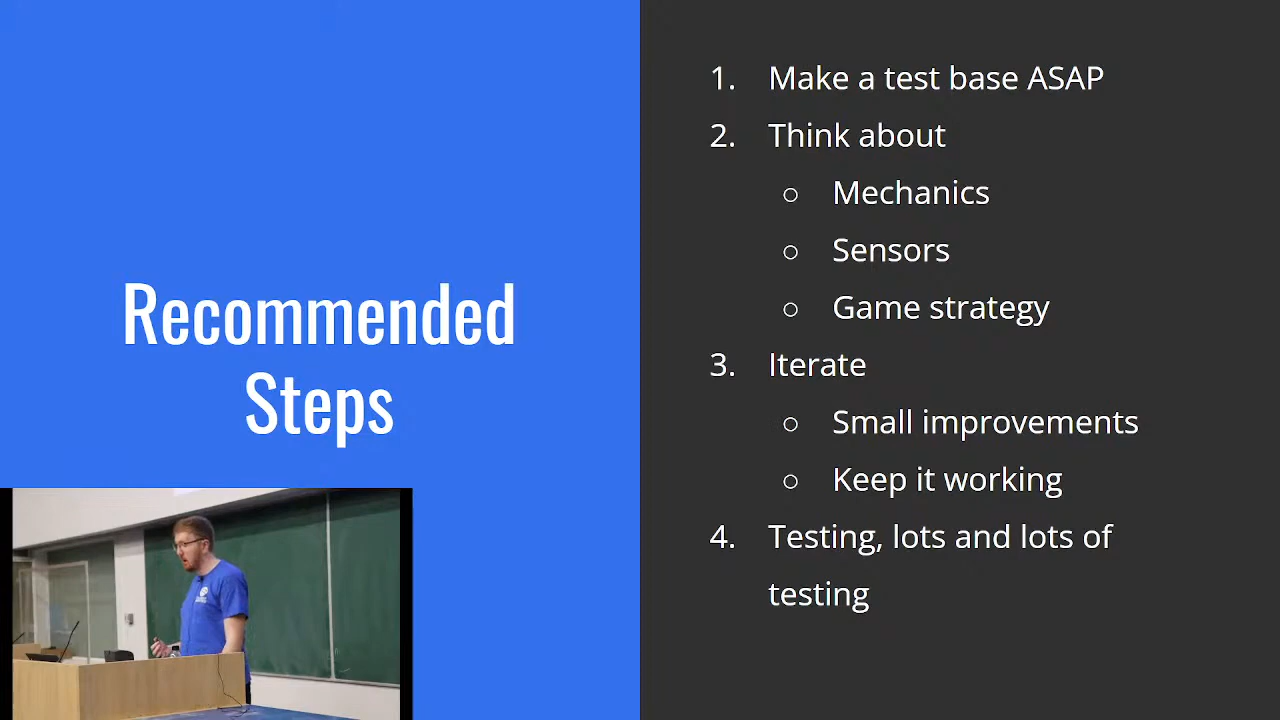 Recommended
Steps
1. Make a test base ASAP
2. Think about
○ Mechanics
○ Sensors
○ Game strategy
3. Iterate
○ Small improvements
○ Keep it working
4. Testing, lots and lots of
testing